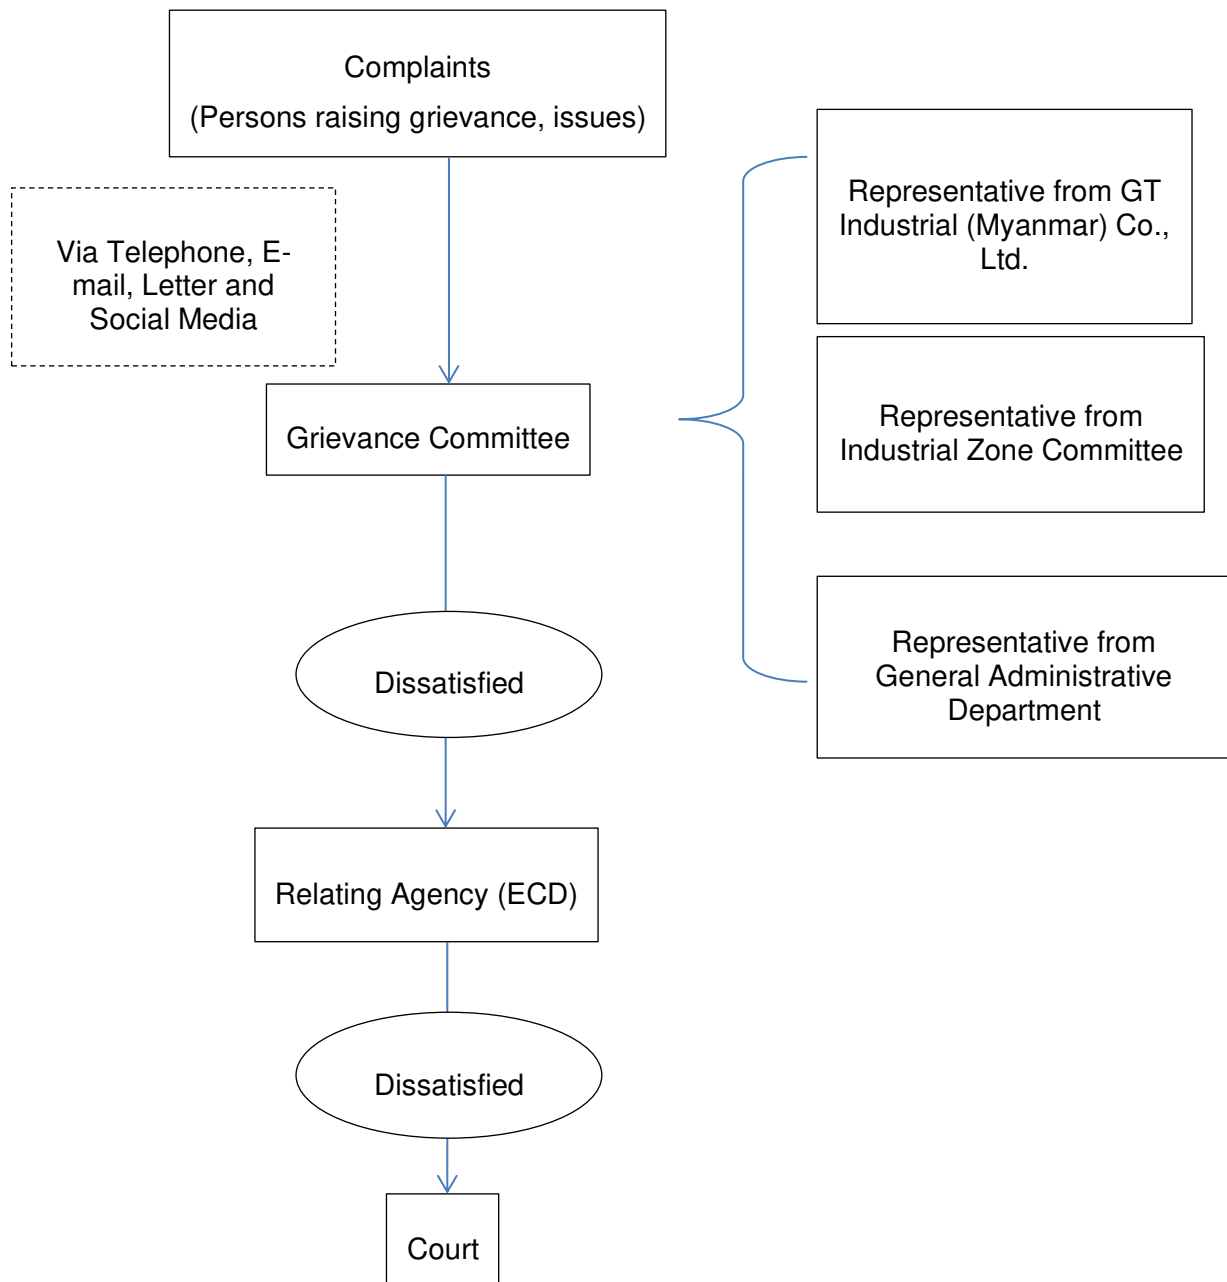 Complaints
(Persons raising grievance, issues)
Via Telephone, E-
mail, Letter and
Social Media
Grievance Committee
Representative from GT
Industrial (Myanmar) Co.,
Ltd.
Representative from
Industrial Zone Committee
Representative from
General Administrative
Department
Dissatisfied
Relating Agency (ECD)
Dissatisfied
Court